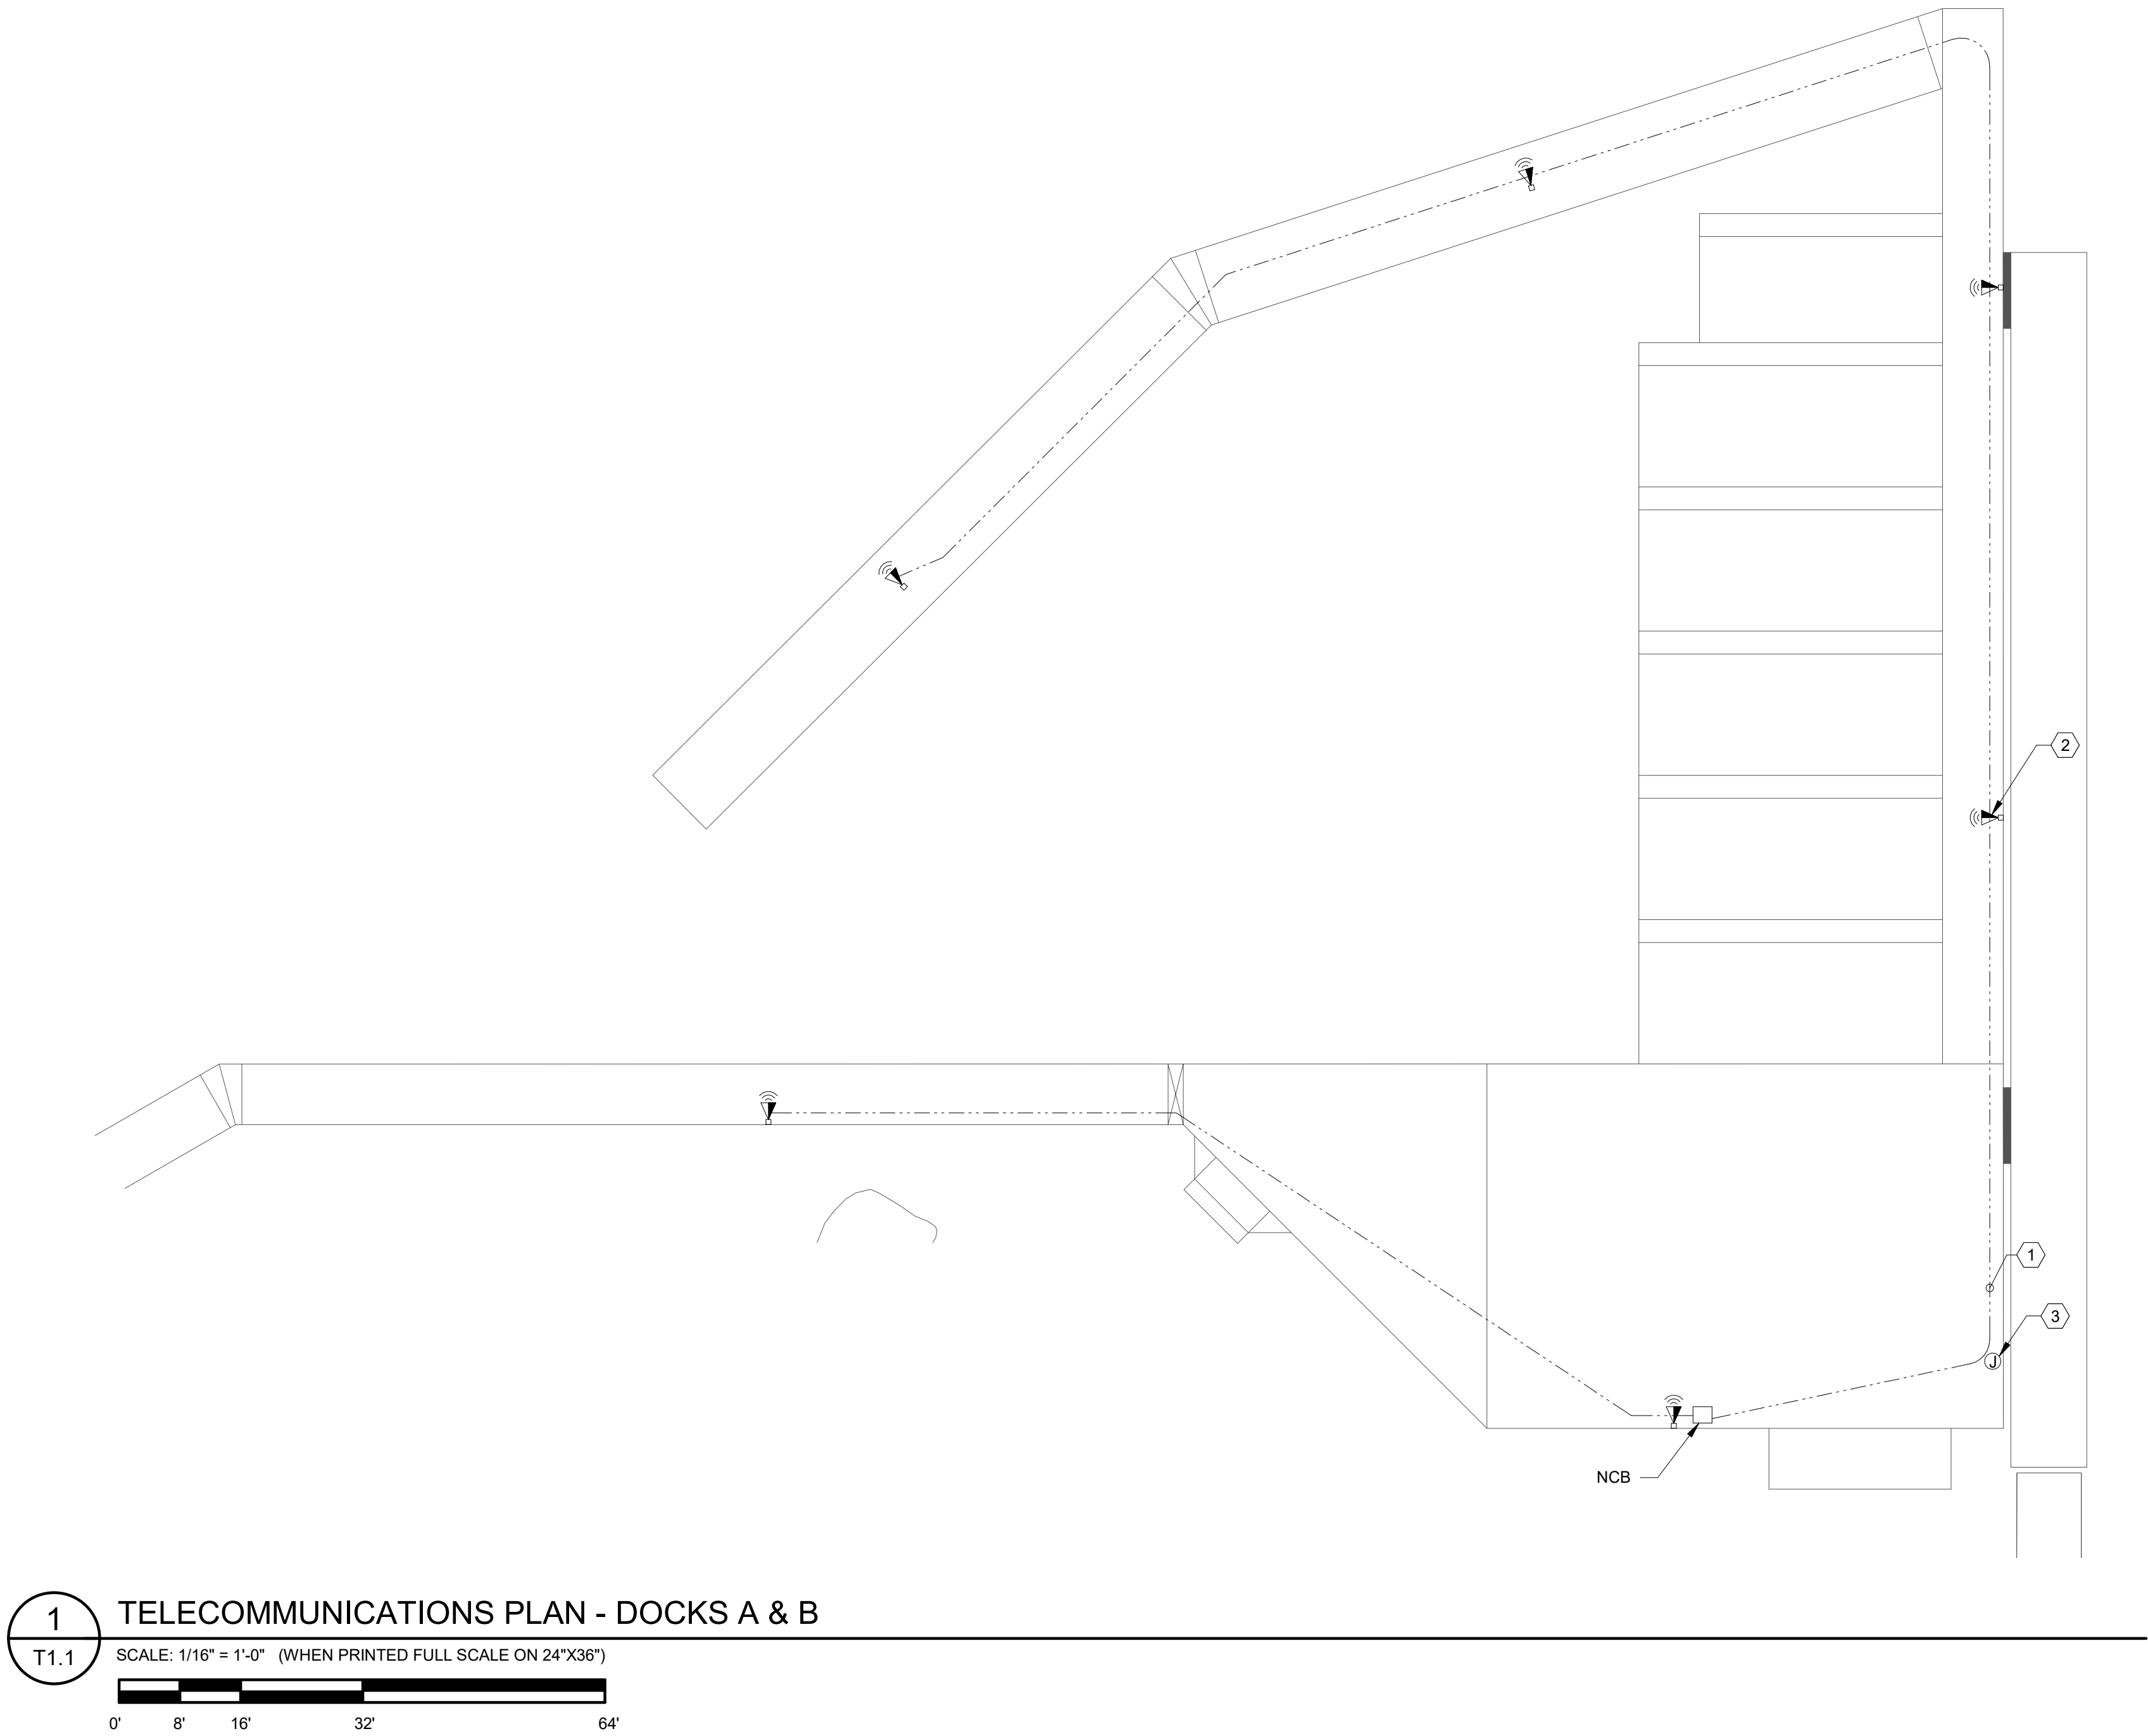 2
1
3
J
NCB
1
T1.1
TELECOMMUNICATIONS PLAN - DOCKS A & B
SCALE: 1/16" = 1'-0" (WHEN PRINTED FULL SCALE ON 24"X36")
0' 8' 16' 32' 64'